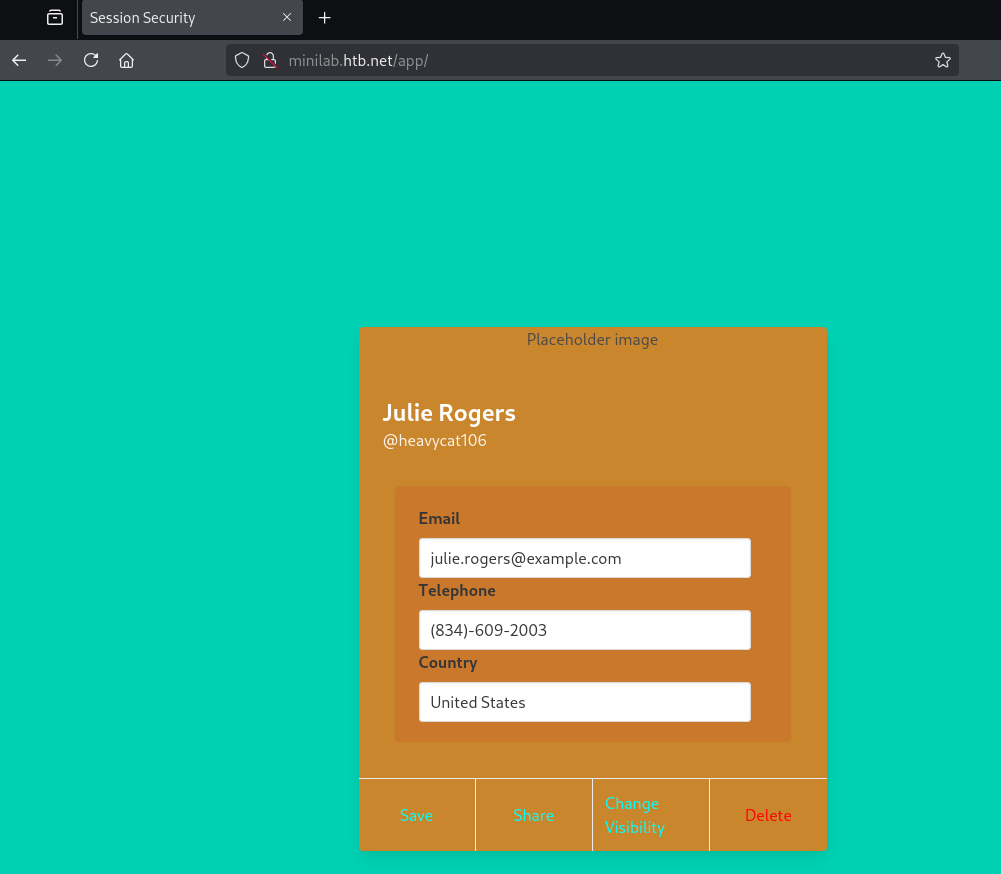 Session Security
minilab.htb.net/app/
Placeholder image
Julie Rogers
@heavycat106
Email
julie.rogers@example.com
Telephone
(834)-609-2003
Country
United States
Save
Share
Change
Visibility
Delete